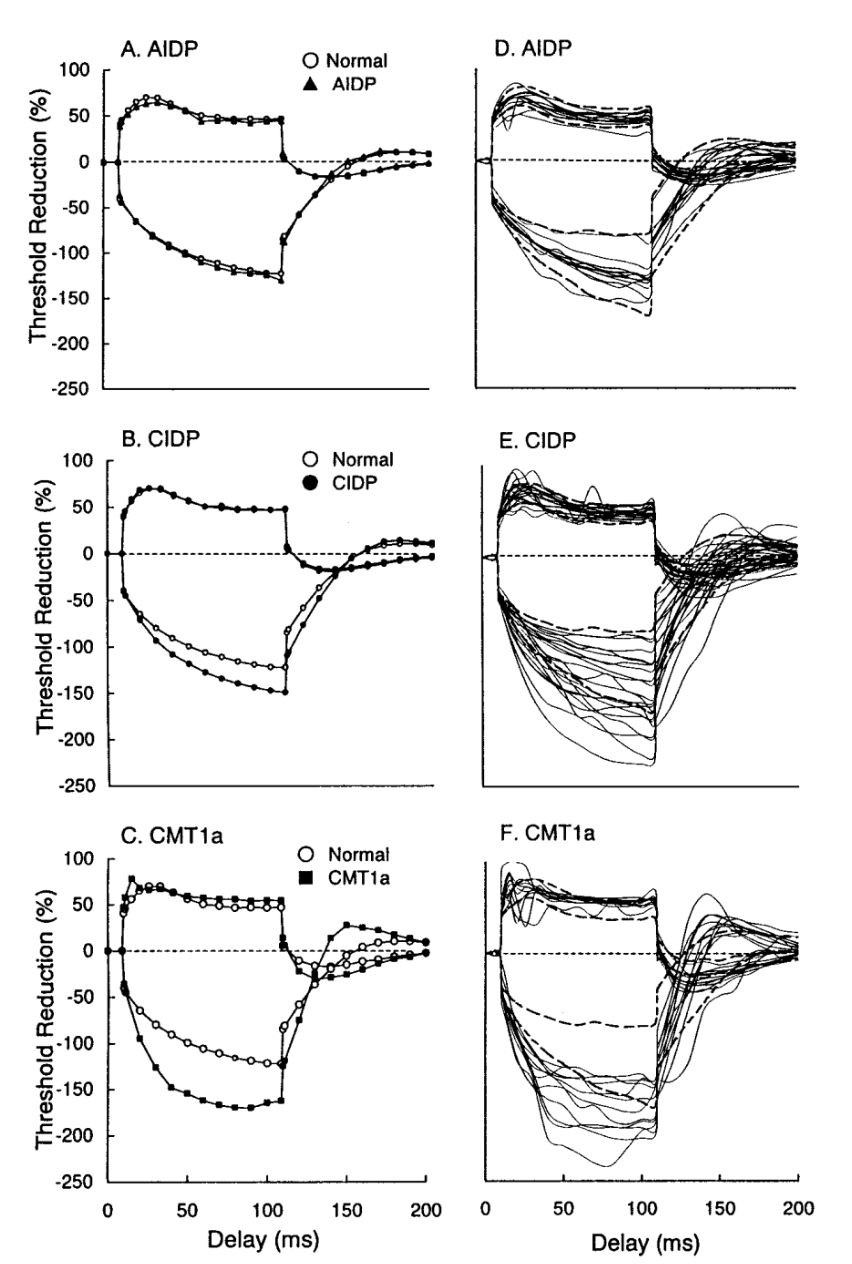 A. AIDP
Normal
AIDP
Threshold Reduction (%)
100
50
0
-50
-100
-150
-200
-250
D. AIDP
B. CIDP
Normal
CIDP
Threshold Reduction (%)
100
50
0
-50
-100
-150
-200
-250
E. CIDP
C. CMT1a
Normal
CMT1a
Threshold Reduction (%)
100
50
0
-50
-100
-150
-200
-250
0 50 100 150 200
Delay (ms)
F. CMT1a
0 50 100 150 200
Delay (ms)